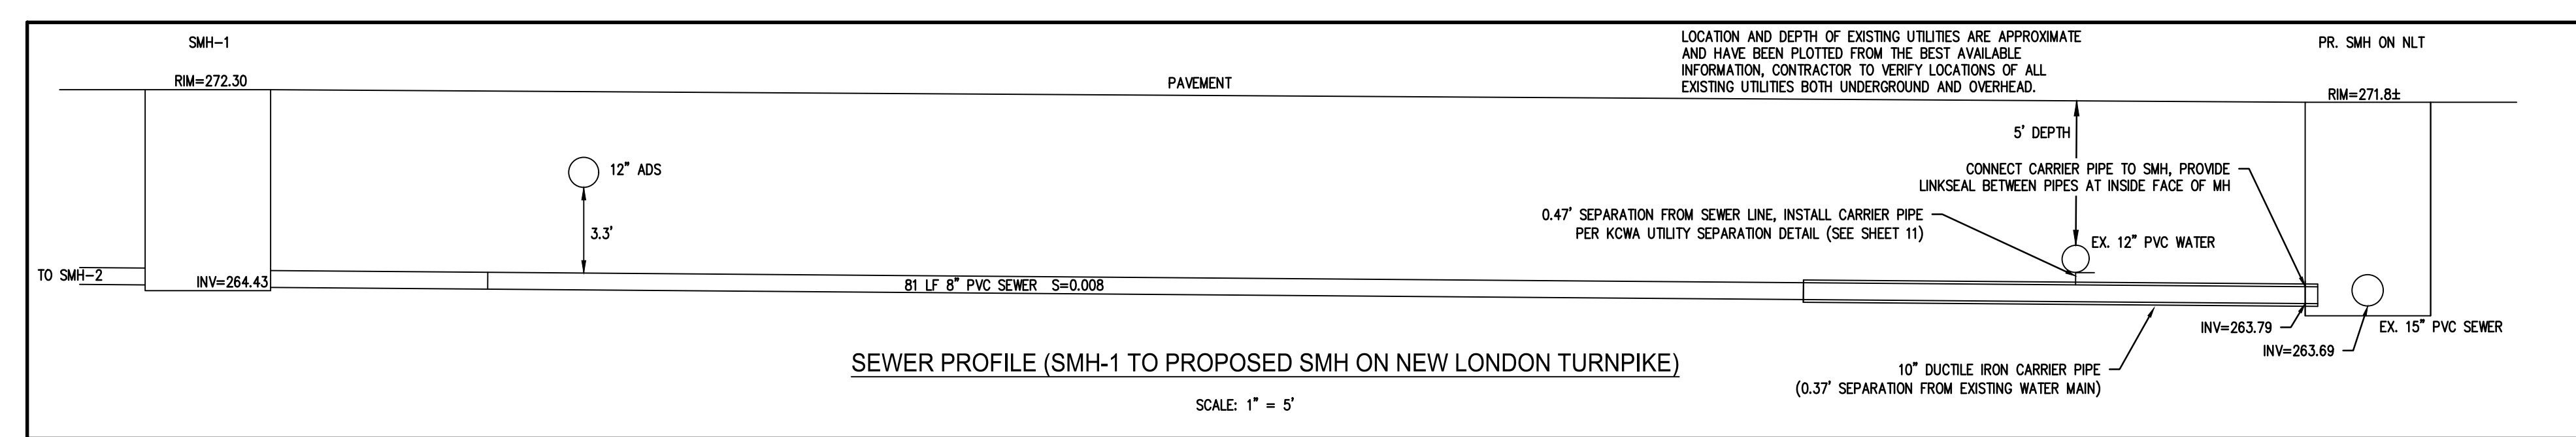 SMH-1
RIM=272.30
PAVEMENT
LOCATION AND DEPTH OF EXISTING UTILITIES ARE APPROXIMATE
AND HAVE BEEN PLOTTED FROM THE BEST AVAILABLE
INFORMATION, CONTRACTOR TO VERIFY LOCATIONS OF ALL
EXISTING UTILITIES BOTH UNDERGROUND AND OVERHEAD.
PR. SMH ON NLT
RIM=271.8±
5' DEPTH
12" ADS
CONNECT CARRIER PIPE TO SMH, PROVIDE
LINKSEAL BETWEEN PIPES AT INSIDE FACE OF MH
3.3'
0.47' SEPARATION FROM SEWER LINE, INSTALL CARRIER PIPE
PER KCWA UTILITY SEPARATION DETAIL (SEE SHEET 11)
EX. 12" PVC WATER
TO SMH-2
INV=264.43
81 LF 8" PVC SEWER S=0.008
INV=263.79
EX. 15" PVC SEWER
INV=263.69
10" DUCTILE IRON CARRIER PIPE
(0.37' SEPARATION FROM EXISTING WATER MAIN)
SEWER PROFILE (SMH-1 TO PROPOSED SMH ON NEW LONDON TURNPIKE)
SCALE: 1" = 5'